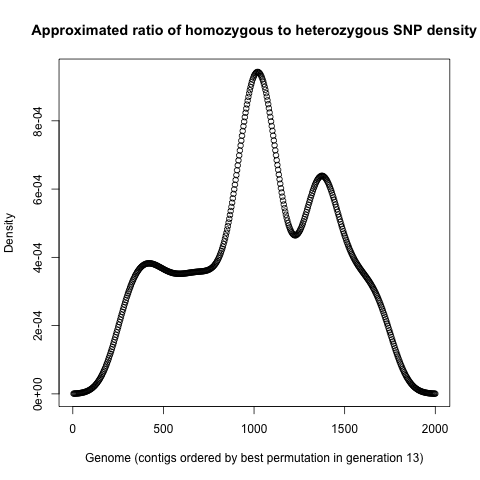 Approximated ratio of homozygous to heterozygous SNP density
Density
8e-04
6e-04
4e-04
2e-04
0e+00
0 500 1000 1500 2000
Genome (contigs ordered by best permutation in generation 13)